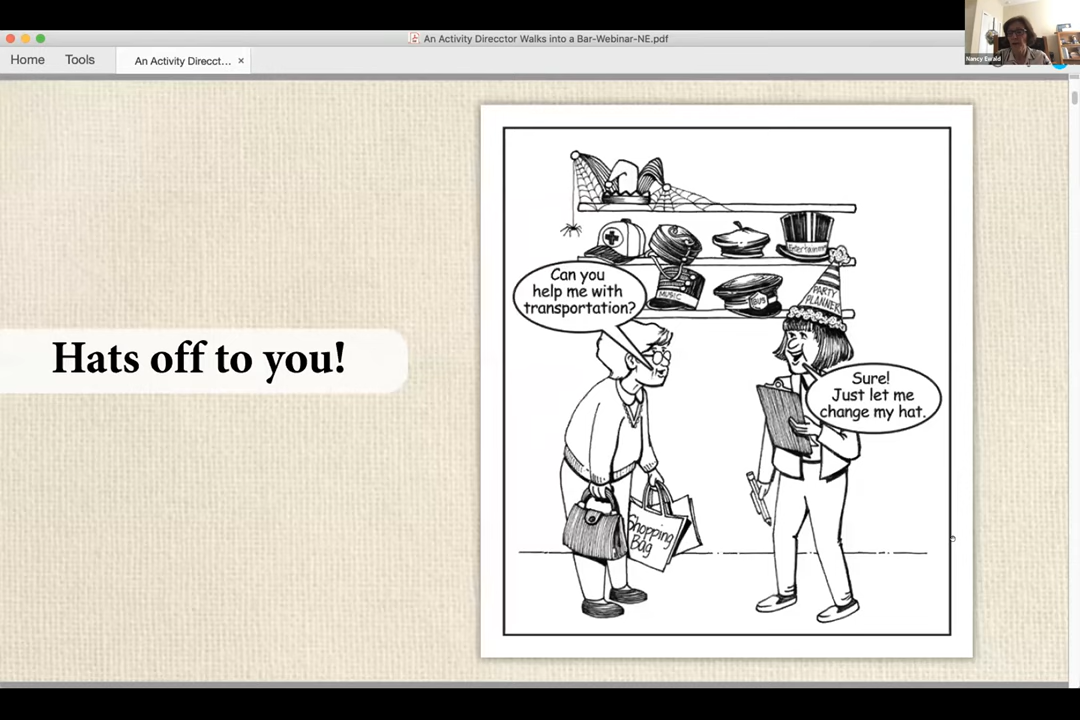 An Activity Direcctor Walks into a Bar-Webinar-NE.pdf
Home
Tools
An Activity Direcct...
×
Nancy Ewald
Hats off to you!
Entertainment
MUSIC
BUS
PARTY
PLANNER
Can you
help me with
transportation?
Sure!
Just let me
change my hat.
Shopping
Bag